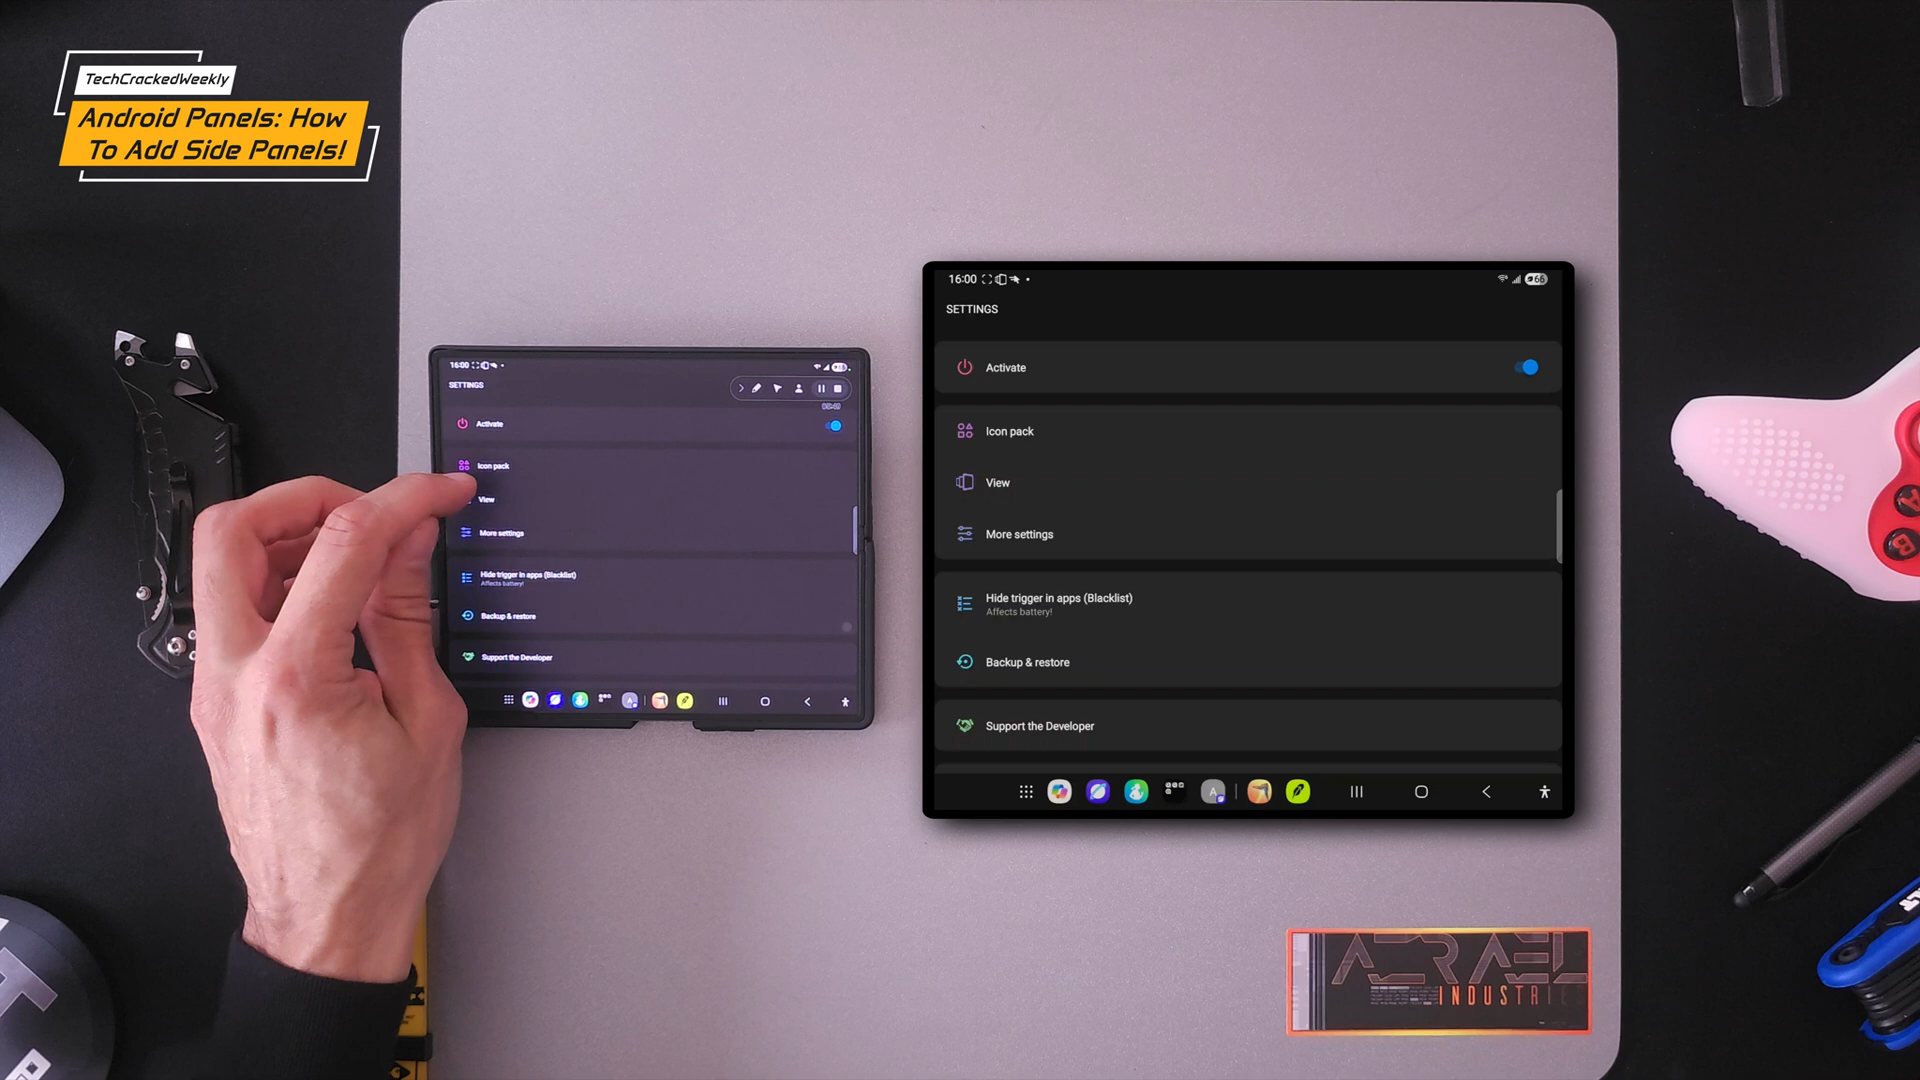 TechCrackedWeekly
Android Panels: How
To Add Side Panels!
16:00
SETTINGS
Activate
Icon pack
View
More settings
Hide trigger in apps (Blacklist)
Affects battery!
Backup & restore
Support the Developer
16:00
66
SETTINGS
Activate
Icon pack
View
More settings
Hide trigger in apps (Blacklist)
Affects battery!
Backup & restore
Support the Developer
A
A
B
INDUSTRI